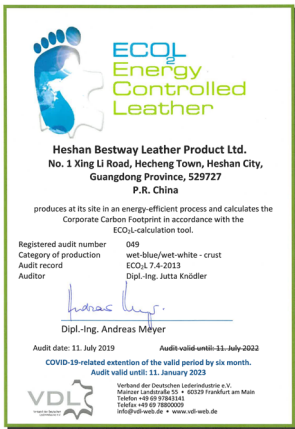 ECO2L
Energy
Controlled
Leather
Heshan Bestway Leather Product Ltd.
No. 1 Xing Li Road, Hecheng Town, Heshan City,
Guangdong Province, 529727
P.R. China
produces at its site in an energy-efficient process and calculates the
Corporate Carbon Footprint in accordance with the
ECO2L-calculation tool.
Registered audit number 049
Category of production wet-blue/wet-white - crust
Audit record ECO2L 7.4-2013
Auditor Dipl.-Ing. Jutta Knödler
Dipl.-Ing. Andreas Meyer
Audit date: 11. July 2019 Audit valid until: 11. July 2022
COVID-19-related extention of the valid period by six month.
Audit valid until: 11. January 2023
VDL
Verband der Deutschen Lederindustrie e.V.
Mainzer Landstraße 55 • 60329 Frankfurt am Main
Telefon +49 69 97843141
Telefax +49 69 78800009
info@vdl-web.de • www.vdl-web.de